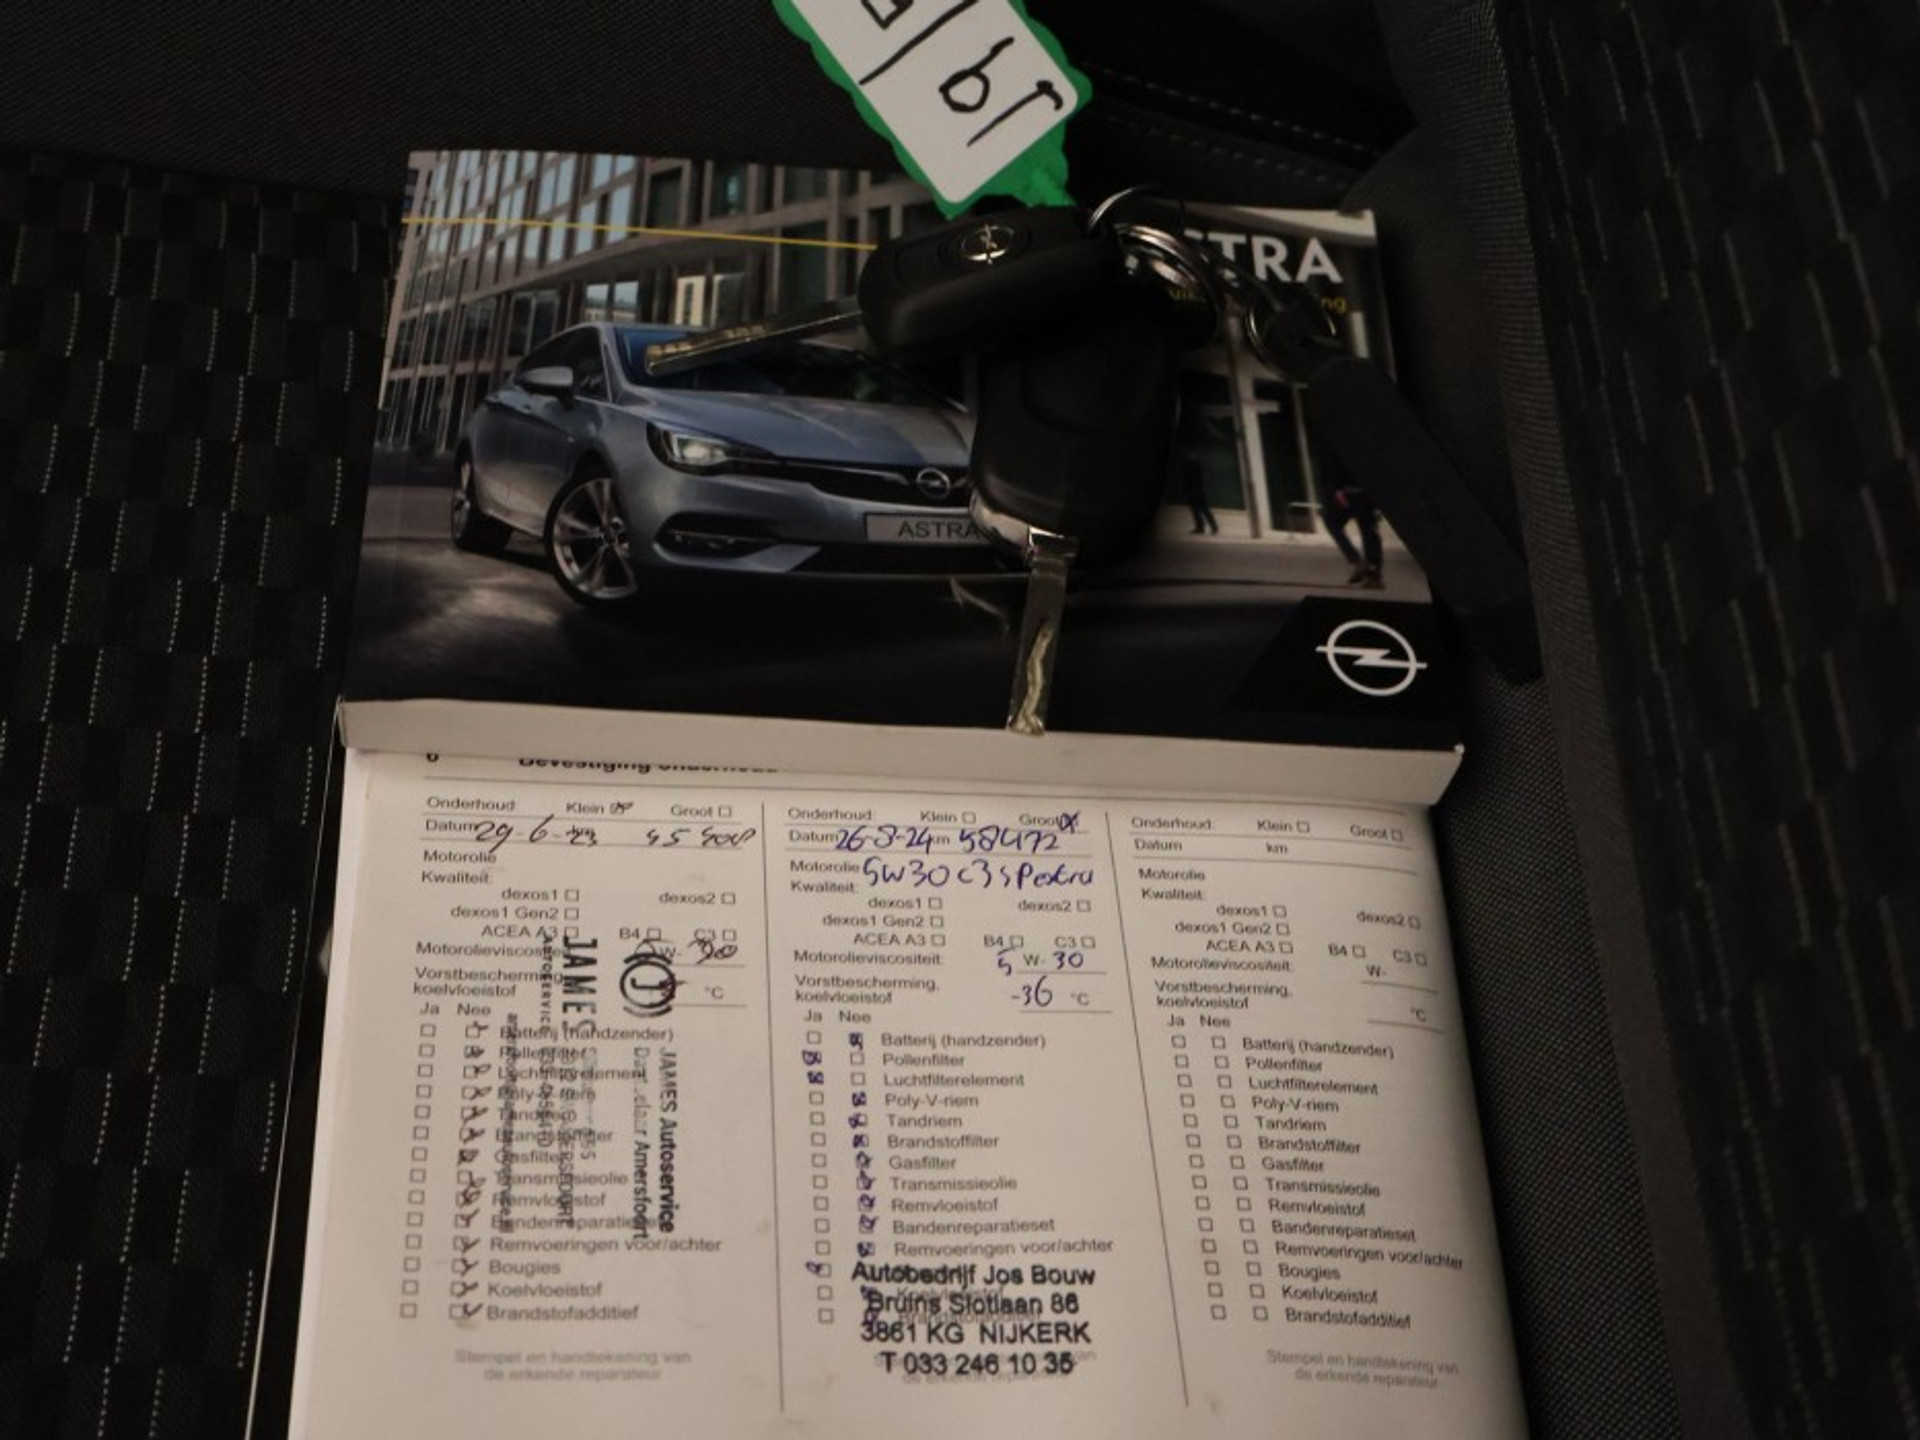 STRA
ASTRA
6 Bevestiging onderhoud
Onderhoud: Klein Groot
Datum 29-6-23
Motorolie
Kwaliteit:
dexos1 dexos2
dexos1 Gen2
ACEA A3 B4 C3
W- 30
Vorstbescherming,
koelvloeistof °C
Ja Nee
Batterij (handzender)
Pollenfilter
Luchtfilterelement
Poly-V-riem
Tandriem
Brandstoffilter
Gasfilter
Transmissieolie
Remvloeistof
Bandenreparatieset
Remvoeringen voor/achter
Bougies
Koelvloeistof
Brandstofadditief
Stempel en handtekening van
de erkende reparateur
JAMES
AUTOSERVICE
JAMES Autoservice
Amersfoort
Onderhoud: Klein Groot
Datum 26-8-24 km 58472
Motorolie 5W30 C3
Kwaliteit:
dexos1 dexos2
dexos1 Gen2
ACEA A3 B4 C3
Motorolieviscositeit: 5 W- 30
Vorstbescherming,
koelvloeistof -36 °C
Ja Nee
Batterij (handzender)
Pollenfilter
Luchtfilterelement
Poly-V-riem
Tandriem
Brandstoffilter
Gasfilter
Transmissieolie
Remvloeistof
Bandenreparatieset
Remvoeringen voor/achter
Autobedrijf Jos Bouw
Bruins Slotlaan 86
3861 KG NIJKERK
T 033 246 10 35
Onderhoud: Klein Groot
Datum km
Motorolie
Kwaliteit:
dexos1 dexos2
dexos1 Gen2
ACEA A3 B4 C3
Motorolieviscositeit: W-
Vorstbescherming,
koelvloeistof °C
Ja Nee
Batterij (handzender)
Pollenfilter
Luchtfilterelement
Poly-V-riem
Tandriem
Brandstoffilter
Gasfilter
Transmissieolie
Remvloeistof
Bandenreparatieset
Remvoeringen voor/achter
Bougies
Koelvloeistof
Brandstofadditief
Stempel en handtekening van
de erkende reparateur